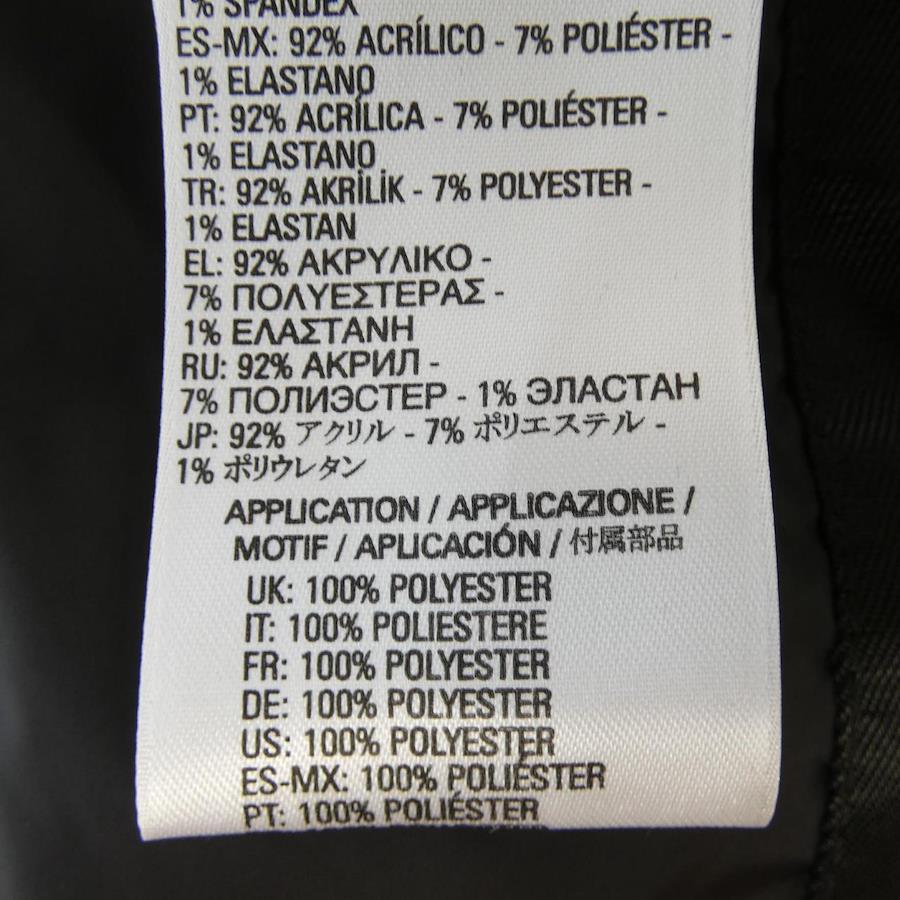 1% SPANDEX
ES-MX: 92% ACRÍLICO - 7% POLIÉSTER -
1% ELASTANO
PT: 92% ACRÍLICA - 7% POLIÉSTER -
1% ELASTANO
TR: 92% AKRİLİK - 7% POLYESTER -
1% ELASTAN
EL: 92% ΑΚΡΥΛΙΚΟ -
7% ΠΟΛΥΕΣΤΕΡΑΣ -
1% ΕΛΑΣΤΑΝΗ
RU: 92% АКРИЛ -
7% ПОЛИЭСТЕР - 1% ЭЛАСТАН
JP: 92% アクリル - 7% ポリエステル -
1% ポリウレタン
APPLICATION / APPLICAZIONE /
MOTIF / APLICACIÓN / 付属部品
UK: 100% POLYESTER
IT: 100% POLIESTERE
FR: 100% POLYESTER
DE: 100% POLYESTER
US: 100% POLYESTER
ES-MX: 100% POLIÉSTER
PT: 100% POLIÉSTER